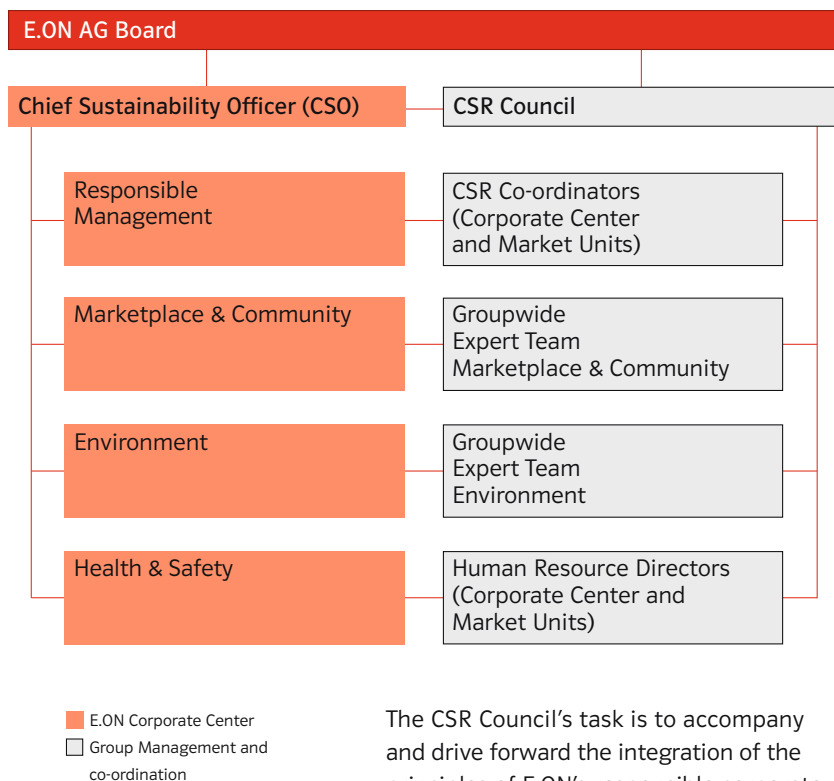 E.ON AG Board
Chief Sustainability Officer (CSO)
CSR Council
Responsible
Management
CSR Co-ordinators
(Corporate Center
and Market Units)
Marketplace & Community
Groupwide
Expert Team
Marketplace & Community
Environment
Groupwide
Expert Team
Environment
Health & Safety
Human Resource Directors
(Corporate Center and
Market Units)
E.ON Corporate Center
Group Management and
co-ordination
The CSR Council's task is to accompany
and drive forward the integration of the